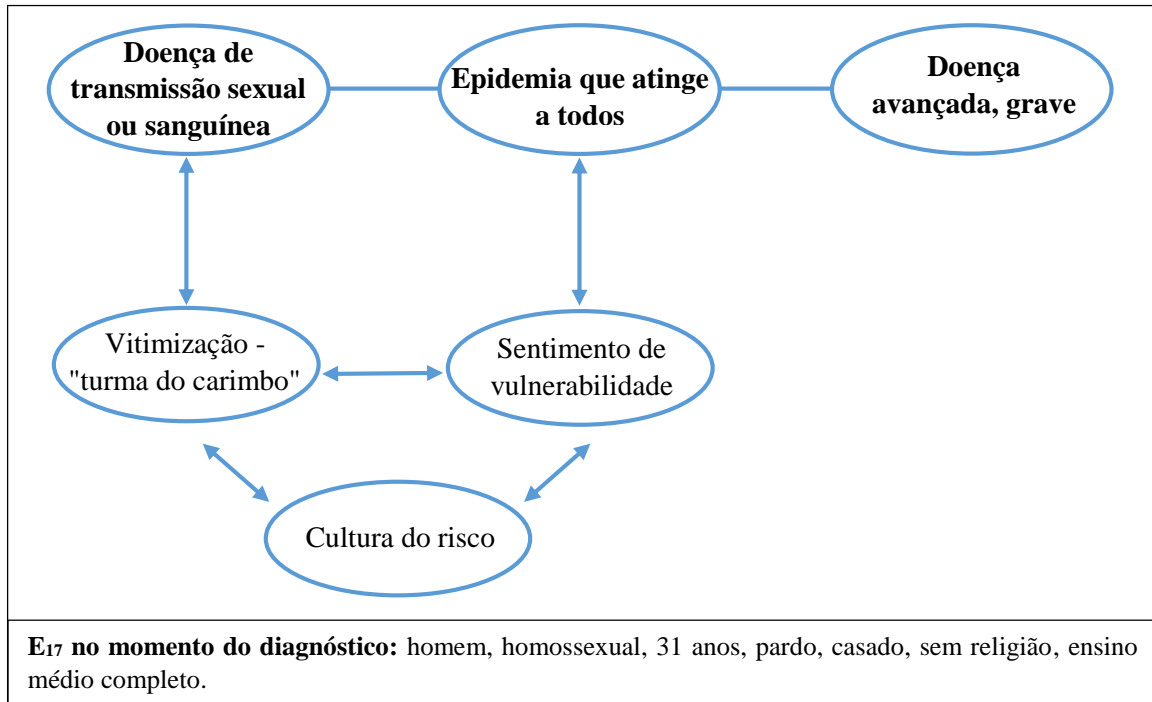 Doença de
transmissão sexual
ou sanguínea
Epidemia que atinge
a todos
Doença
avançada, grave
Vitimização -
"turma do carimbo"
Sentimento de
vulnerabilidade
Cultura do risco
E17 no momento do diagnóstico: homem, homossexual, 31 anos, pardo, casado, sem religião, ensino
médio completo.